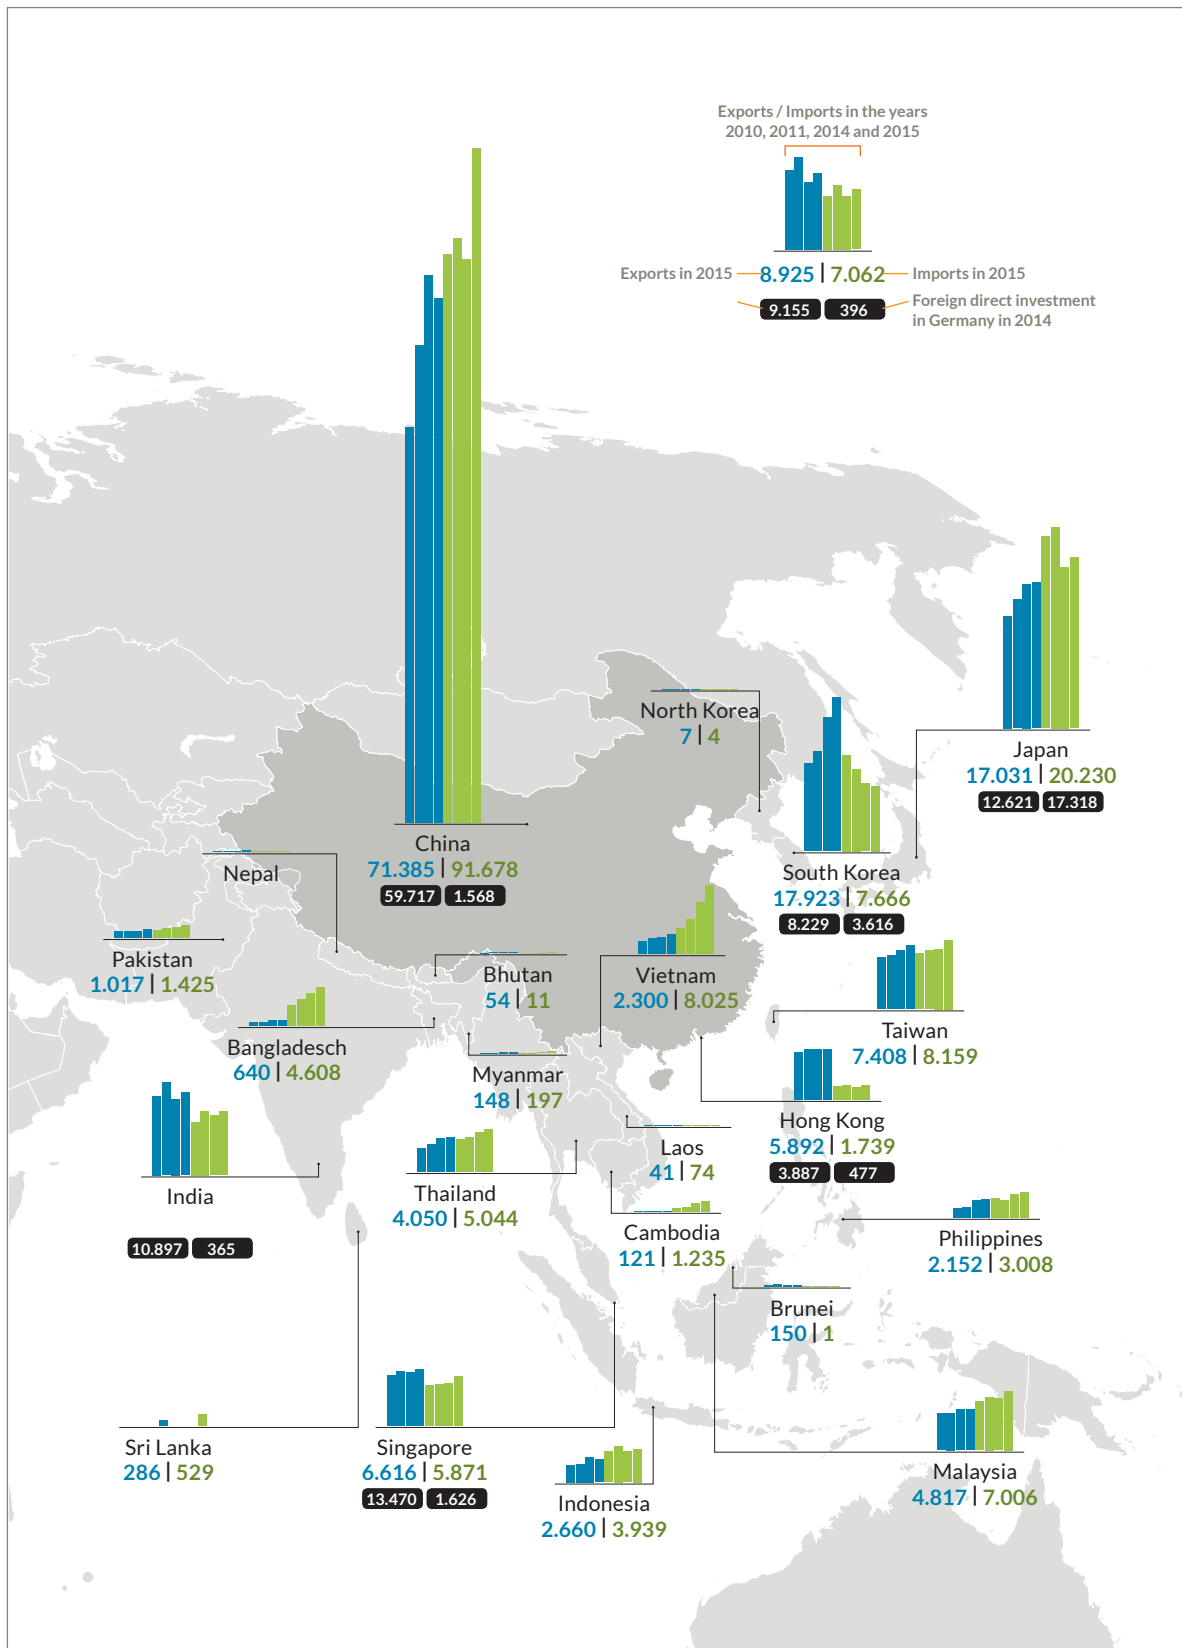 Exports / Imports in the years
2010, 2011, 2014 and 2015
Exports in 2015
8.925 | 7.062
Imports in 2015
9.155 396
Foreign direct investment
in Germany in 2014
North Korea
7 | 4
Japan
17.031 | 20.230
12.621 17.318
China
71.385 | 91.678
59.717 1.568
South Korea
17.923 | 7.666
8.229 3.616
Nepal
Pakistan
1.017 | 1.425
Bhutan
54 | 11
Vietnam
2.300 | 8.025
Taiwan
7.408 | 8.159
Bangladesch
640 | 4.608
Myanmar
148 | 197
Hong Kong
5.892 | 1.739
3.887 477
Laos
41 | 74
India
10.897 365
Thailand
4.050 | 5.044
Cambodia
121 | 1.235
Philippines
2.152 | 3.008
Brunei
150 | 1
Sri Lanka
286 | 529
Singapore
6.616 | 5.871
13.470 1.626
Indonesia
2.660 | 3.939
Malaysia
4.817 | 7.006